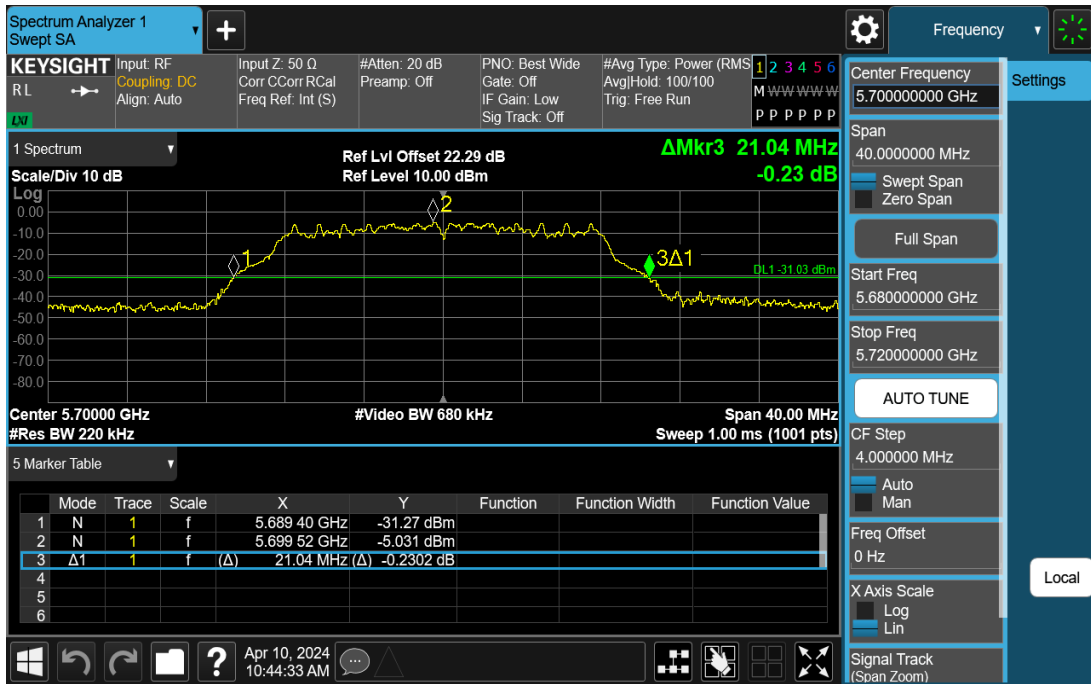 Spectrum Analyzer 1
Swept SA
+
Frequency
KEYSIGHT
RL
LXI
Input: RF
Coupling: DC
Align: Auto
Input Z: 50 Ω
Corr CCorr RCal
Freq Ref: Int (S)
#Atten: 20 dB
Preamp: Off
PNO: Best Wide
Gate: Off
IF Gain: Low
Sig Track: Off
#Avg Type: Power (RMS
Avg|Hold: 100/100
Trig: Free Run
1 2 3 4 5 6
M W W W W W
P P P P P P
1 Spectrum
Scale/Div 10 dB
Ref Lvl Offset 22.29 dB
Ref Level 10.00 dBm
ΔMkr3 21.04 MHz
-0.23 dB
Log
0.00
-10.0
-20.0
-30.0
-40.0
-50.0
-60.0
-70.0
-80.0
1
2
3Δ1
DL1 -31.03 dBm
Center 5.70000 GHz
#Video BW 680 kHz
Span 40.00 MHz
#Res BW 220 kHz
Sweep 1.00 ms (1001 pts)
5 Marker Table
Mode Trace Scale X Y Function Function Width Function Value
1 N 1 f 5.689 40 GHz -31.27 dBm
2 N 1 f 5.699 52 GHz -5.031 dBm
3 Δ1 1 f (Δ) 21.04 MHz (Δ) -0.2302 dB
4
5
6
?
Apr 10, 2024
10:44:33 AM
Settings
Center Frequency
5.700000000 GHz
Span
40.0000000 MHz
Swept Span
Zero Span
Full Span
Start Freq
5.680000000 GHz
Stop Freq
5.720000000 GHz
AUTO TUNE
CF Step
4.000000 MHz
Auto
Man
Freq Offset
0 Hz
X Axis Scale
Log
Lin
Signal Track
(Span Zoom)
Local